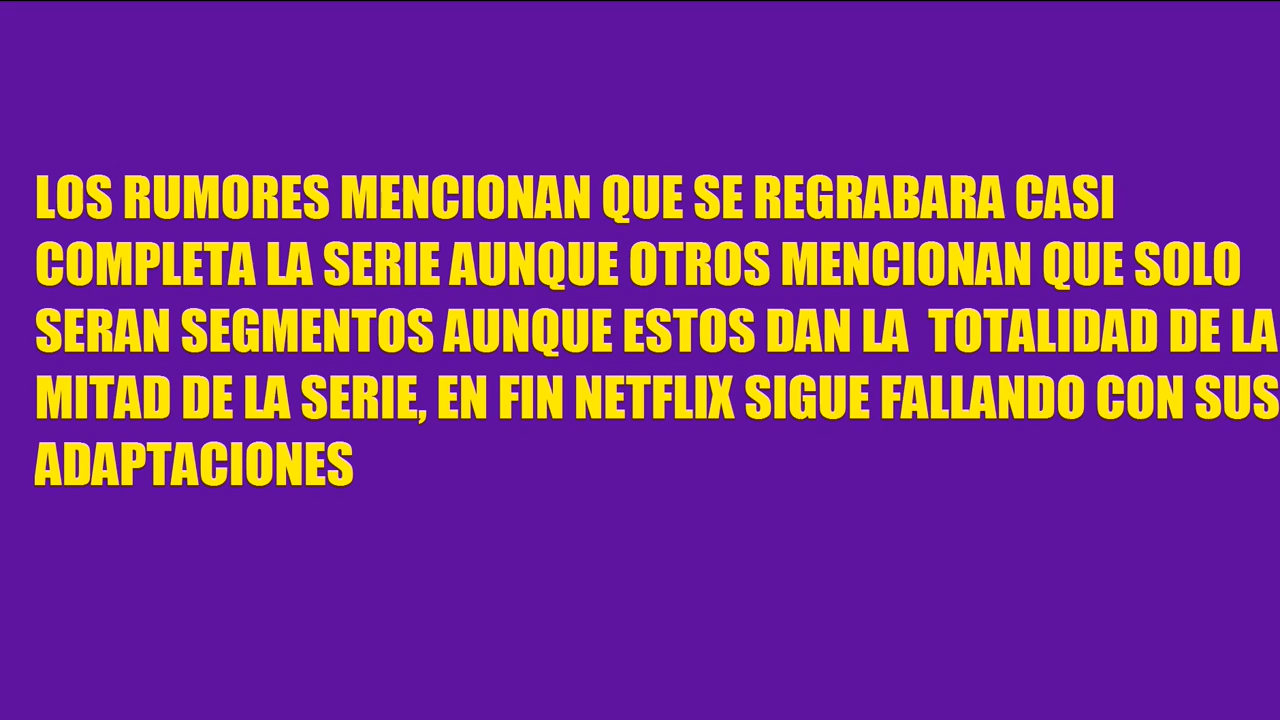 LOS RUMORES MENCIONAN QUE SE REGRABARA CASI
COMPLETA LA SERIE AUNQUE OTROS MENCIONAN QUE SOLO
SERAN SEGMENTOS AUNQUE ESTOS DAN LA  TOTALIDAD DE LA
MITAD DE LA SERIE, EN FIN NETFLIX SIGUE FALLANDO CON SUS
ADAPTACIONES